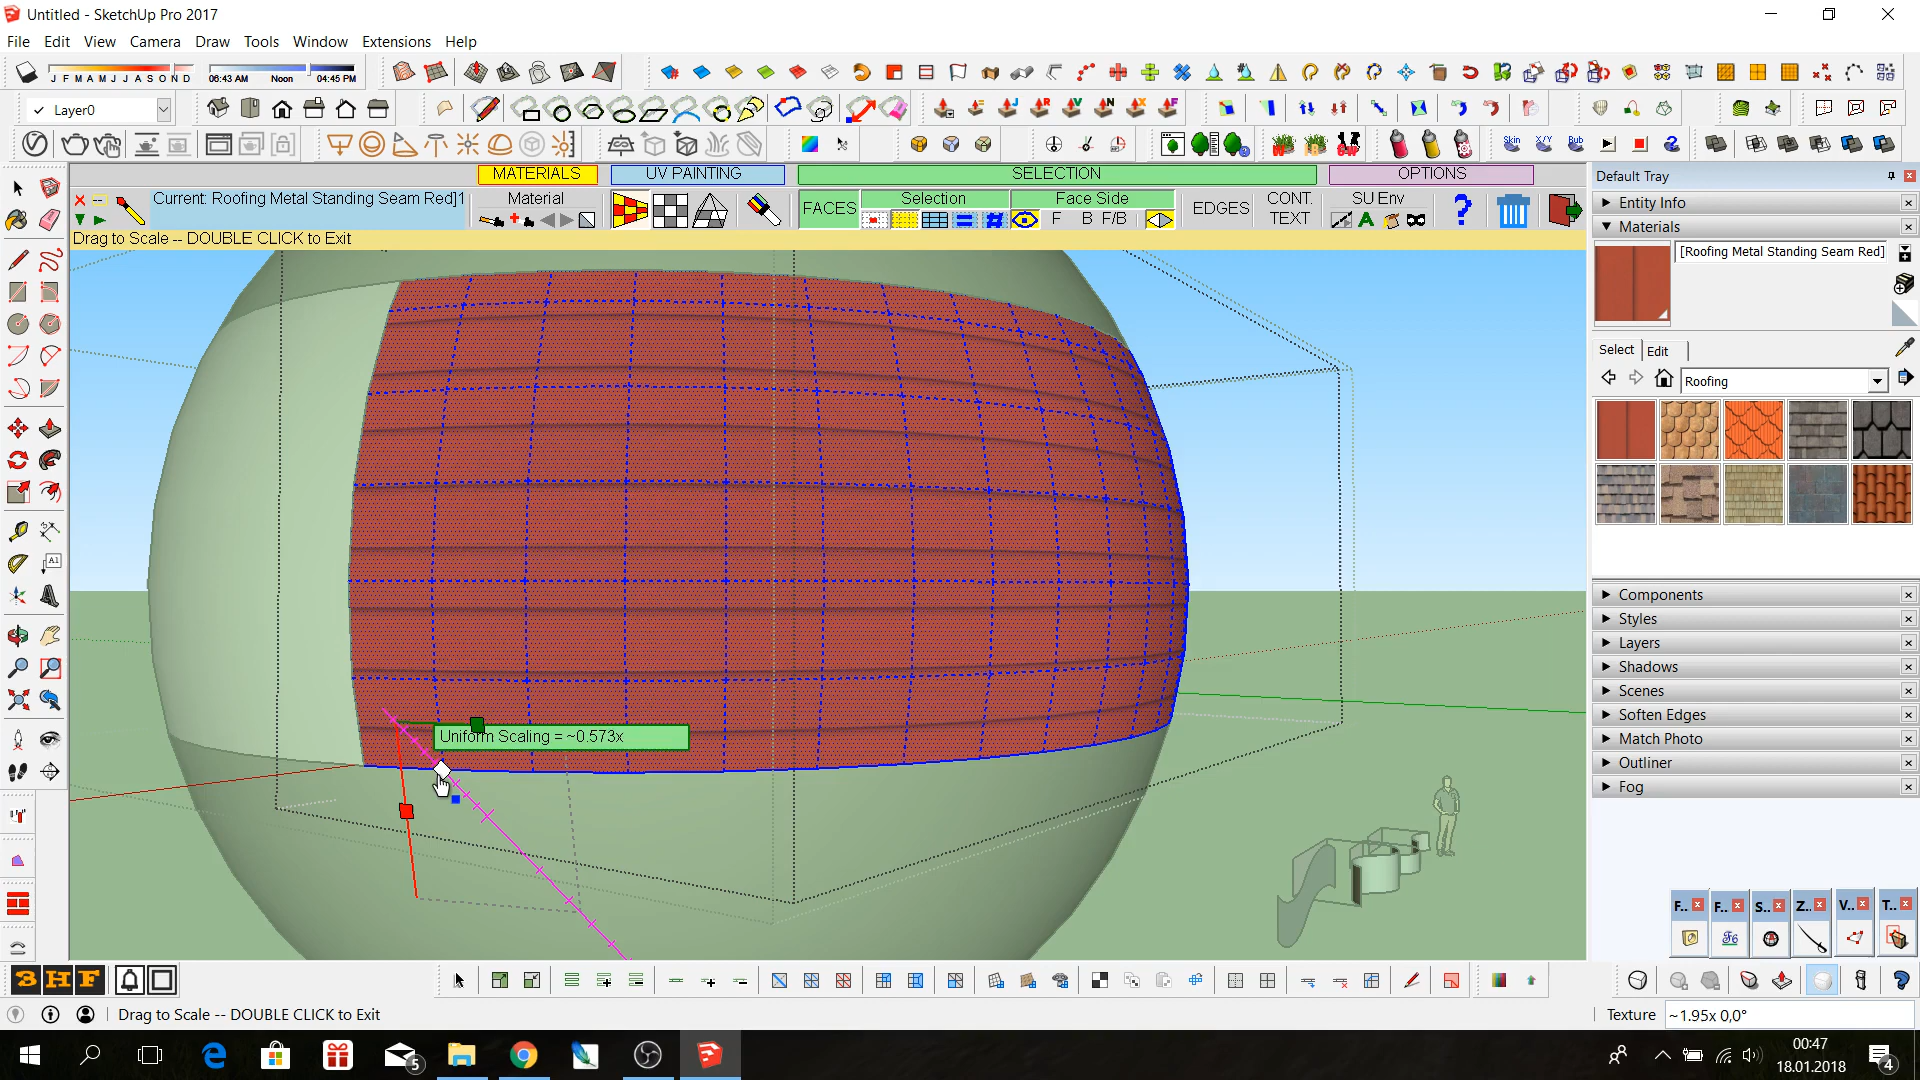 Untitled - SketchUp Pro 2017
File Edit View Camera Draw Tools Window Extensions Help
J F M A M J J A S O N D
06:43 AM Noon 04:45 PM
Layer0
MATERIALS
UV PAINTING
SELECTION
OPTIONS
Current: Roofing Metal Standing Seam Red]1
Material
FACES
Selection
Face Side
F B F/B
EDGES
CONT. TEXT
SU Env
Drag to Scale -- DOUBLE CLICK to Exit
Uniform Scaling = ~0.573x
Default Tray
Entity Info
Materials
[Roofing Metal Standing Seam Red]
Select Edit
Roofing
Components
Styles
Layers
Shadows
Scenes
Soften Edges
Match Photo
Outliner
Fog
F.. F.. S.. Z.. V.. T..
3 H F
Drag to Scale -- DOUBLE CLICK to Exit
Texture ~1.95x 0,0°
5
00:47
18.01.2018
4